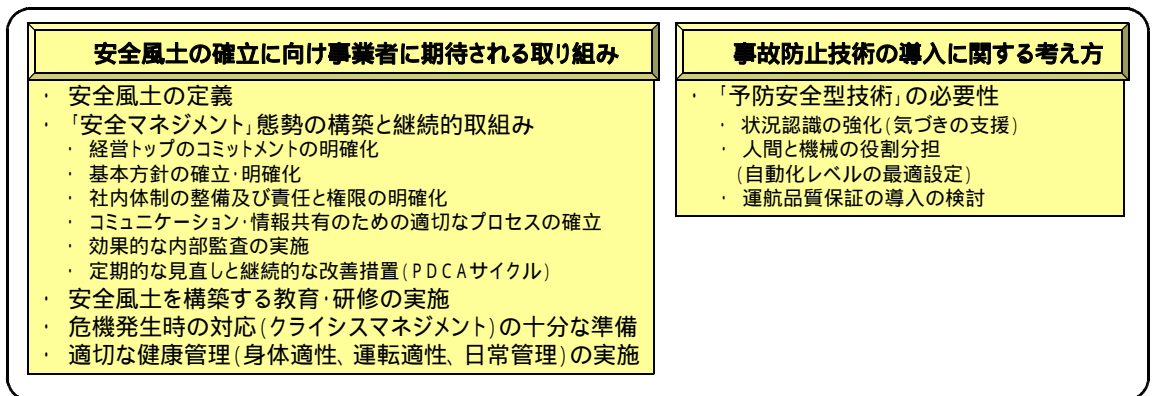 安全風土の確立に向け事業者に期待される取り組み
・ 安全風土の定義
・ 「安全マネジメント」態勢の構築と継続的取組み
・ 経営トップのコミットメントの明確化
・ 基本方針の確立・明確化
・ 社内体制の整備及び責任と権限の明確化
・ コミュニケーション・情報共有のための適切なプロセスの確立
・ 効果的な内部監査の実施
・ 定期的な見直しと継続的な改善措置(PDCAサイクル)
・ 安全風土を構築する教育・研修の実施
・ 危機発生時の対応(クライシスマネジメント)の十分な準備
・ 適切な健康管理(身体適性、運転適性、日常管理)の実施
事故防止技術の導入に関する考え方
・ 「予防安全型技術」の必要性
・ 状況認識の強化(気づきの支援)
・ 人間と機械の役割分担
(自動化レベルの最適設定)
・ 運航品質保証の導入の検討